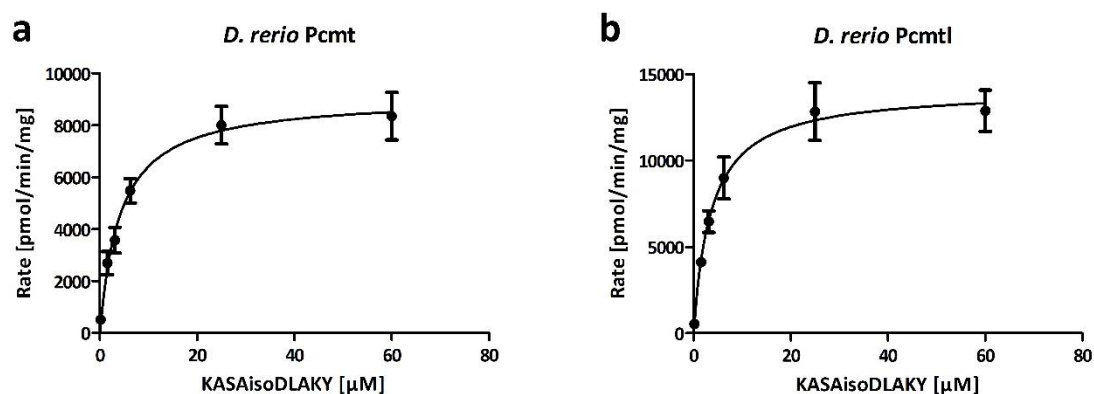 a
D. rerio Pcmt
Rate [pmol/min/mg]
10000
8000
6000
4000
2000
0
0 20 40 60 80
KASAisoDLAKY [µM]
b
D. rerio Pcmtl
Rate [pmol/min/mg]
15000
10000
5000
0
0 20 40 60 80
KASAisoDLAKY [µM]